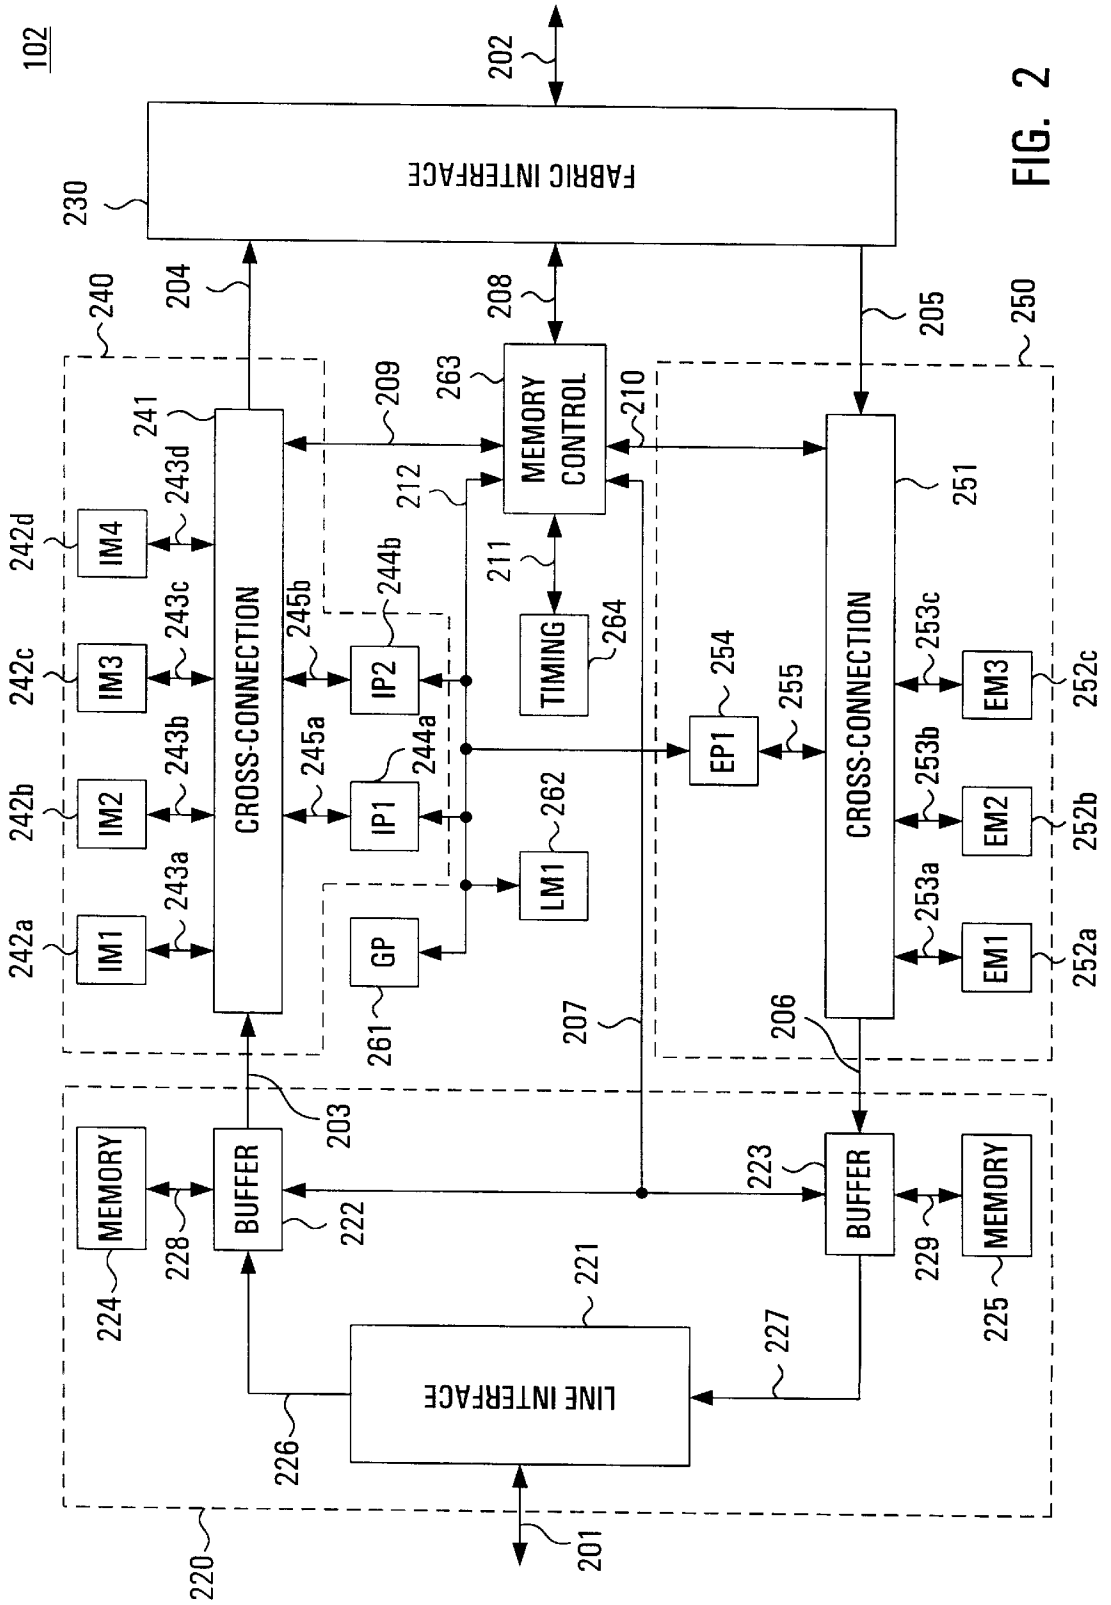 102
202
FABRIC INTERFACE
230
FIG. 2
240
204
208
205
250
241
209
263
MEMORY
CONTROL
210
251
212
242d
IM4
243d
242c
IM3
243c
242b
IM2
243b
242a
IM1
243a
CROSS-CONNECTION
245b
IP2
244b
245a
IP1
244a
211
TIMING
264
GP
261
LM1
262
EP1
254
255
CROSS-CONNECTION
253c
EM3
252c
253b
EM2
252b
253a
EM1
252a
207
206
203
MEMORY
224
228
BUFFER
222
223
BUFFER
229
MEMORY
225
221
LINE INTERFACE
226
227
201
220